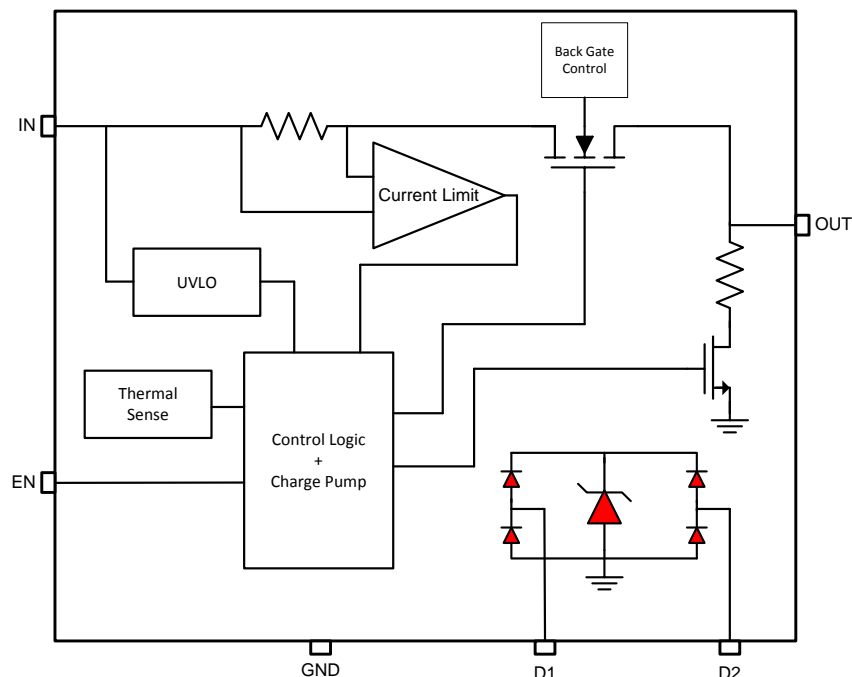 Back Gate
Control
IN
Current Limit
OUT
UVLO
Thermal
Sense
Control Logic
+
Charge Pump
EN
GND
D1
D2